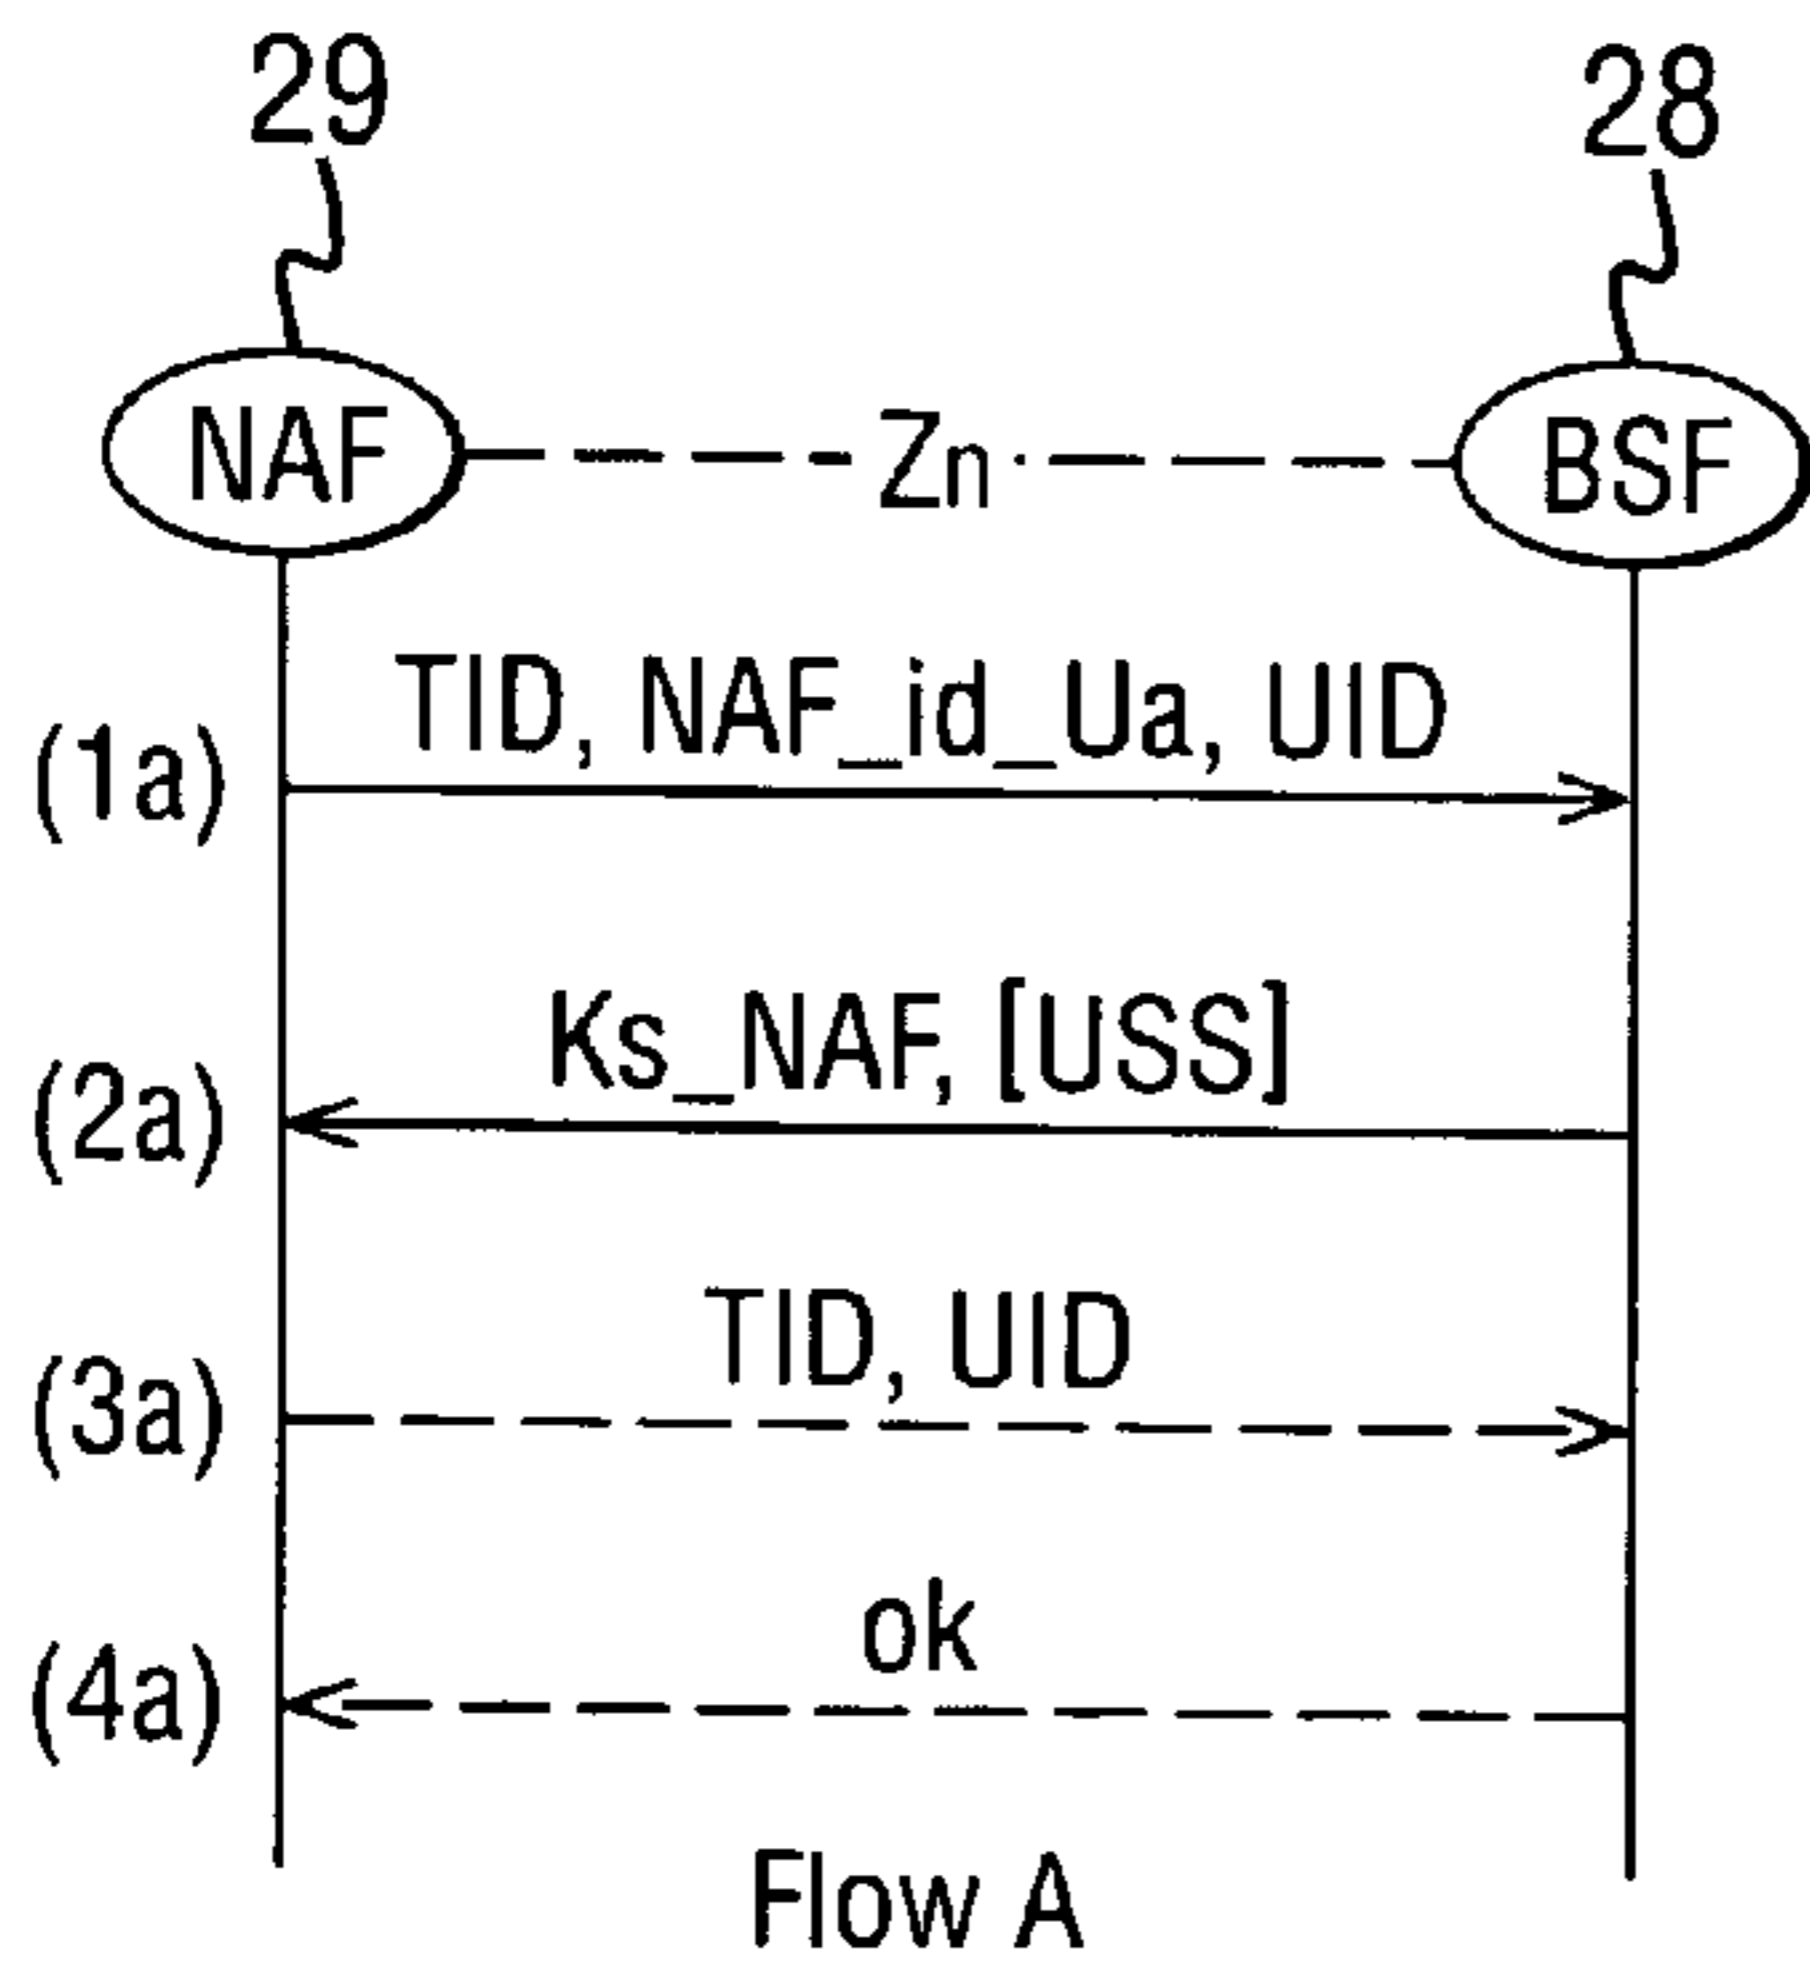 29 28
NAF Zn BSF
TID, NAF_id_Ua, UID
(1a)
Ks_NAF, [USS]
(2a)
TID, UID
(3a)
ok
(4a)
Flow A